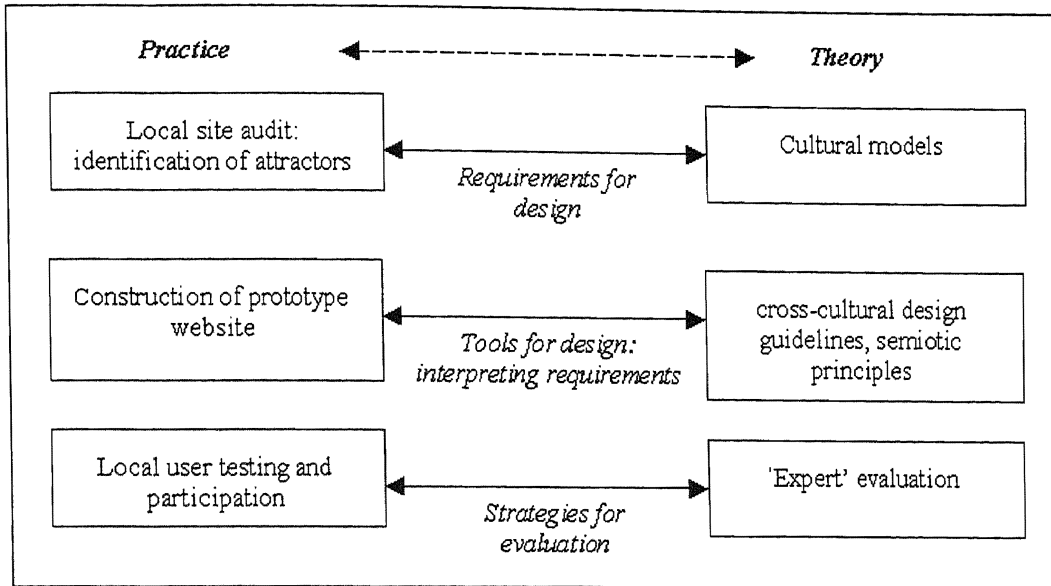 Practice
Theory
Local site audit:
identification of attractors
Cultural models
Requirements for
design
Construction of prototype
website
cross-cultural design
guidelines, semiotic
principles
Tools for design:
interpreting requirements
Local user testing and
participation
'Expert’ evaluation
Strategies for
evaluation